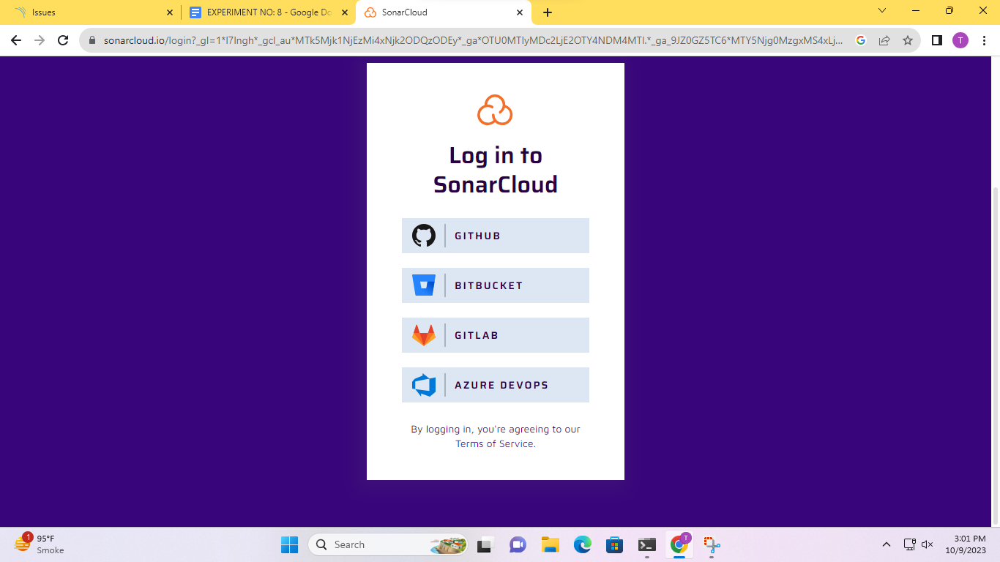 Issues
EXPERIMENT NO: 8 - Google Do
SonarCloud
sonarcloud.io/login?_gl=1*l7lngh*_gcl_au*MTk5Mjk1NjEzMi4xNjk2ODQzODEy*_ga*OTU0MTIyMDc2LjE2OTY4NDM4MTI.*_ga_9JZ0GZ5TC6*MTY5Njg0MzgxMS4xLj...
T
Log in to
SonarCloud
GITHUB
BITBUCKET
GITLAB
AZURE DEVOPS
By logging in, you're agreeing to our
Terms of Service.
1
95°F
Smoke
Search
T
3:01 PM
10/9/2023